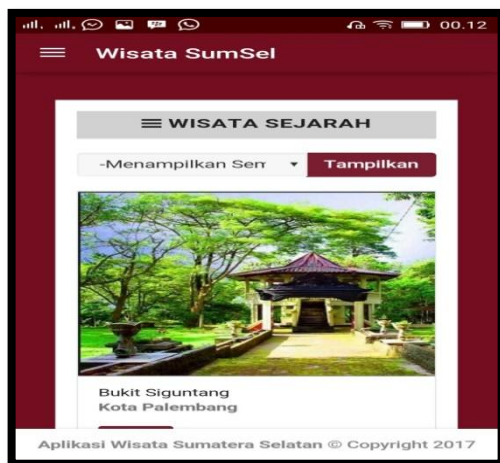 00.12
Wisata SumSel
WISATA SEJARAH
-Menampilkan Sem
Tampilkan
Bukit Siguntang
Kota Palembang
Aplikasi Wisata Sumatera Selatan © Copyright 2017